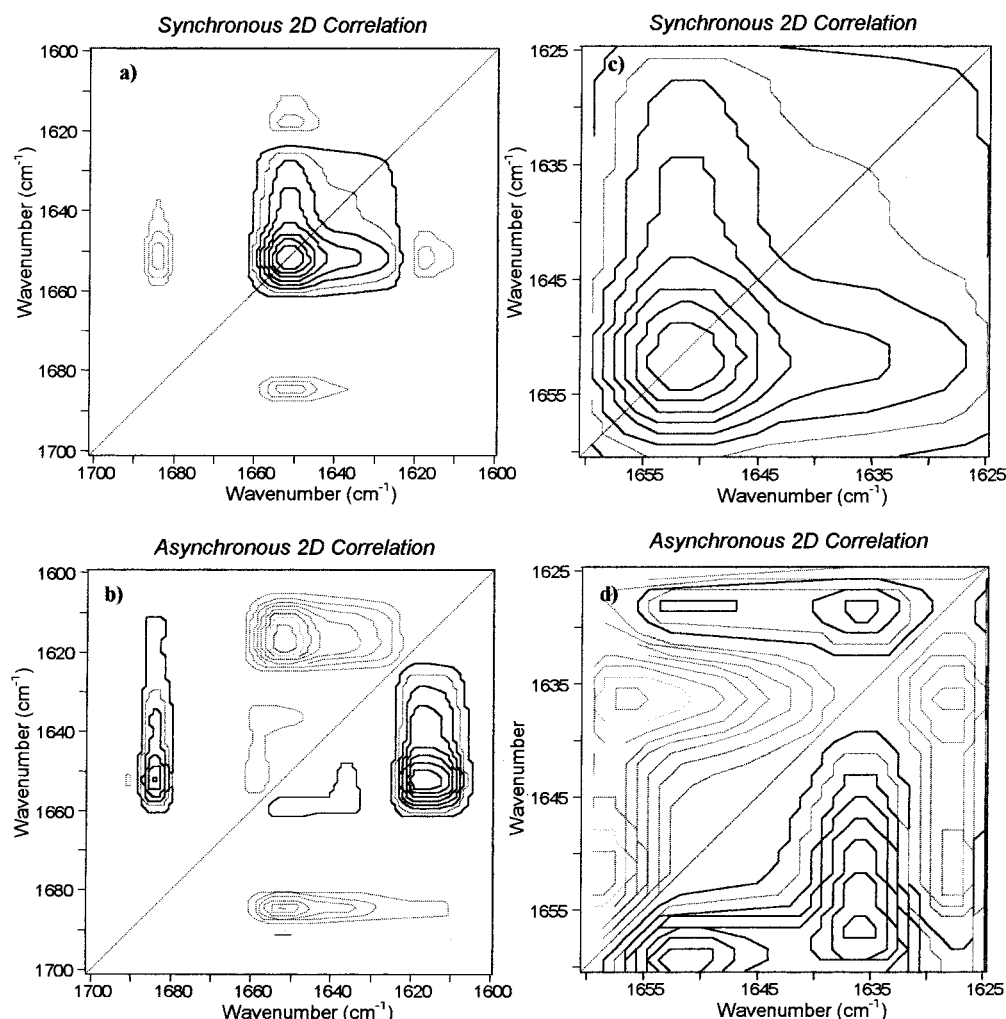 Synchronous 2D Correlation
a)
Wavenumber (cm⁻¹)
1600
1620
1640
1660
1680
1700
1700 1680 1660 1640 1620 1600
Wavenumber (cm⁻¹)
Synchronous 2D Correlation
c)
Wavenumber (cm⁻¹)
1625
1635
1645
1655
1655 1645 1635 1625
Wavenumber (cm⁻¹)
Asynchronous 2D Correlation
b)
Wavenumber (cm⁻¹)
1600
1620
1640
1660
1680
1700
1700 1680 1660 1640 1620 1600
Wavenumber (cm⁻¹)
Asynchronous 2D Correlation
d)
Wavenumber
1625
1635
1645
1655
1655 1645 1635 1625
Wavenumber (cm⁻¹)